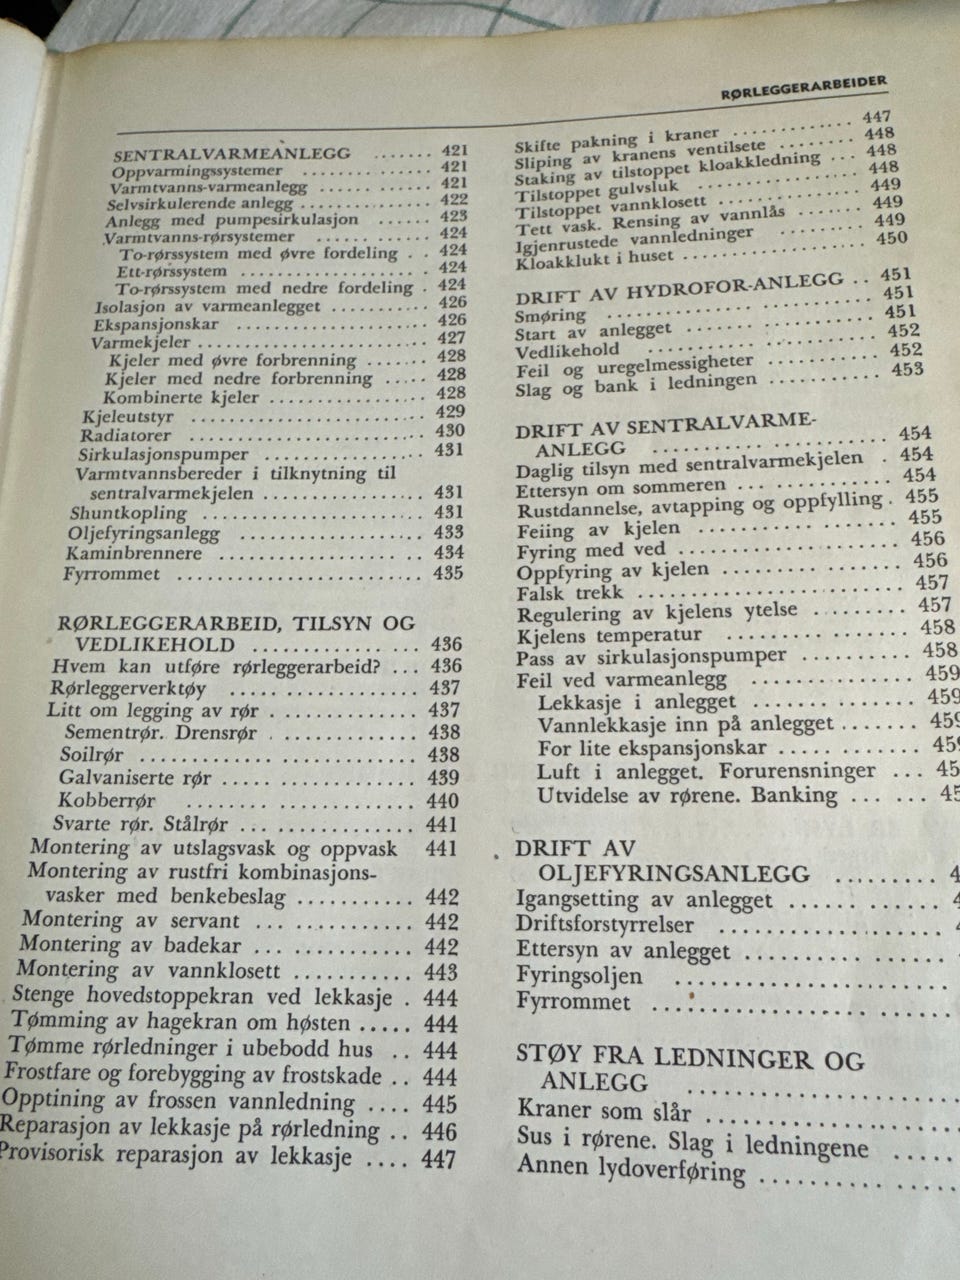 RØRLEGGERARBEIDER
SENTRALVARMEANLEGG ....... 421
Oppvarmingssystemer ............ 421
Varmtvanns-varmeanlegg ........... 421
Selvsirkulerende anlegg ............ 422
Anlegg med pumpesirkulasjon ...... 423
Varmtvanns-rørsystemer ............ 424
To-rørssystem med øvre fordeling .. 424
Ett-rørssystem ................... 424
To-rørssystem med nedre fordeling . 424
Isolasjon av varmeanlegget .......... 426
Ekspansjonskar ................... 426
Varmekjeler ....................... 427
Kjeler med øvre forbrenning ....... 428
Kjeler med nedre forbrenning ..... 428
Kombinerte kjeler ................ 428
Kjeleutstyr ....................... 429
Radiatorer ....................... 430
Sirkulasjonspumper ................. 431
Varmtvannsbereder i tilknytning til
sentralvarmekjelen ................ 431
Shuntkopling ..................... 431
Oljefyringsanlegg ................. 433
Kaminbrennere ................... 434
Fyrrommet ....................... 435
RØRLEGGERARBEID, TILSYN OG
VEDLIKEHOLD ................ 436
Hvem kan utføre rørleggerarbeid? ... 436
Rørleggerverktøy ................. 437
Litt om legging av rør .............. 437
Sementrør. Drensrør .............. 438
Soilrør ......................... 438
Galvaniserte rør ................. 439
Kobberrør ..................... 440
Svarte rør. Stålrør ................ 441
Montering av utslagsvask og oppvask 441
Montering av rustfri kombinasjons-
vasker med benkebeslag ........... 442
Montering av servant .............. 442
Montering av badekar .............. 442
Montering av vannklosett .......... 443
Stenge hovedstoppekran ved lekkasje . 444
Tømming av hagekran om høsten ..... 444
Tømme rørledninger i ubebodd hus .. 444
Frostfare og forebygging av frostskade .. 444
Opptining av frossen vannledning .... 445
Reparasjon av lekkasje på rørledning .. 446
Provisorisk reparasjon av lekkasje .... 447
Skifte pakning i kraner ............ 447
Sliping av kranens ventilsete ........ 448
Staking av tilstoppet kloakkledning ... 448
Tilstoppet gulvsluk ................ 448
Tilstoppet vannklosett .............. 449
Tett vask. Rensing av vannlås ....... 449
Igjenrustede vannledninger .......... 449
Kloakklukt i huset ................. 450
DRIFT AV HYDROFOR-ANLEGG .. 451
Smøring ......................... 451
Start av anlegget .................. 451
Vedlikehold ..................... 452
Feil og uregelmessigheter ........... 452
Slag og bank i ledningen ........... 453
DRIFT AV SENTRALVARME-
ANLEGG ..................... 454
Daglig tilsyn med sentralvarmekjelen . 454
Ettersyn om sommeren .............. 454
Rustdannelse, avtapping og oppfylling . 455
Feiing av kjelen ................... 455
Fyring med ved ................... 456
Oppfyring av kjelen ................ 456
Falsk trekk ....................... 457
Regulering av kjelens ytelse ......... 457
Kjelens temperatur ................ 458
Pass av sirkulasjonspumper .......... 458
Feil ved varmeanlegg .............. 459
Lekkasje i anlegget ............... 459
Vannlekkasje inn på anlegget ....... 459
For lite ekspansjonskar ............
Luft i anlegget. Forurensninger ...
Utvidelse av rørene. Banking ... ...
DRIFT AV
OLJEFYRINGSANLEGG .........
Igangsetting av anlegget ............
Driftsforstyrrelser ................
Ettersyn av anlegget ...............
Fyringsoljen .....................
Fyrrommet .......................
STØY FRA LEDNINGER OG
ANLEGG .....................
Kraner som slår ...................
Sus i rørene. Slag i ledningene .....
Annen lydoverføring ...............